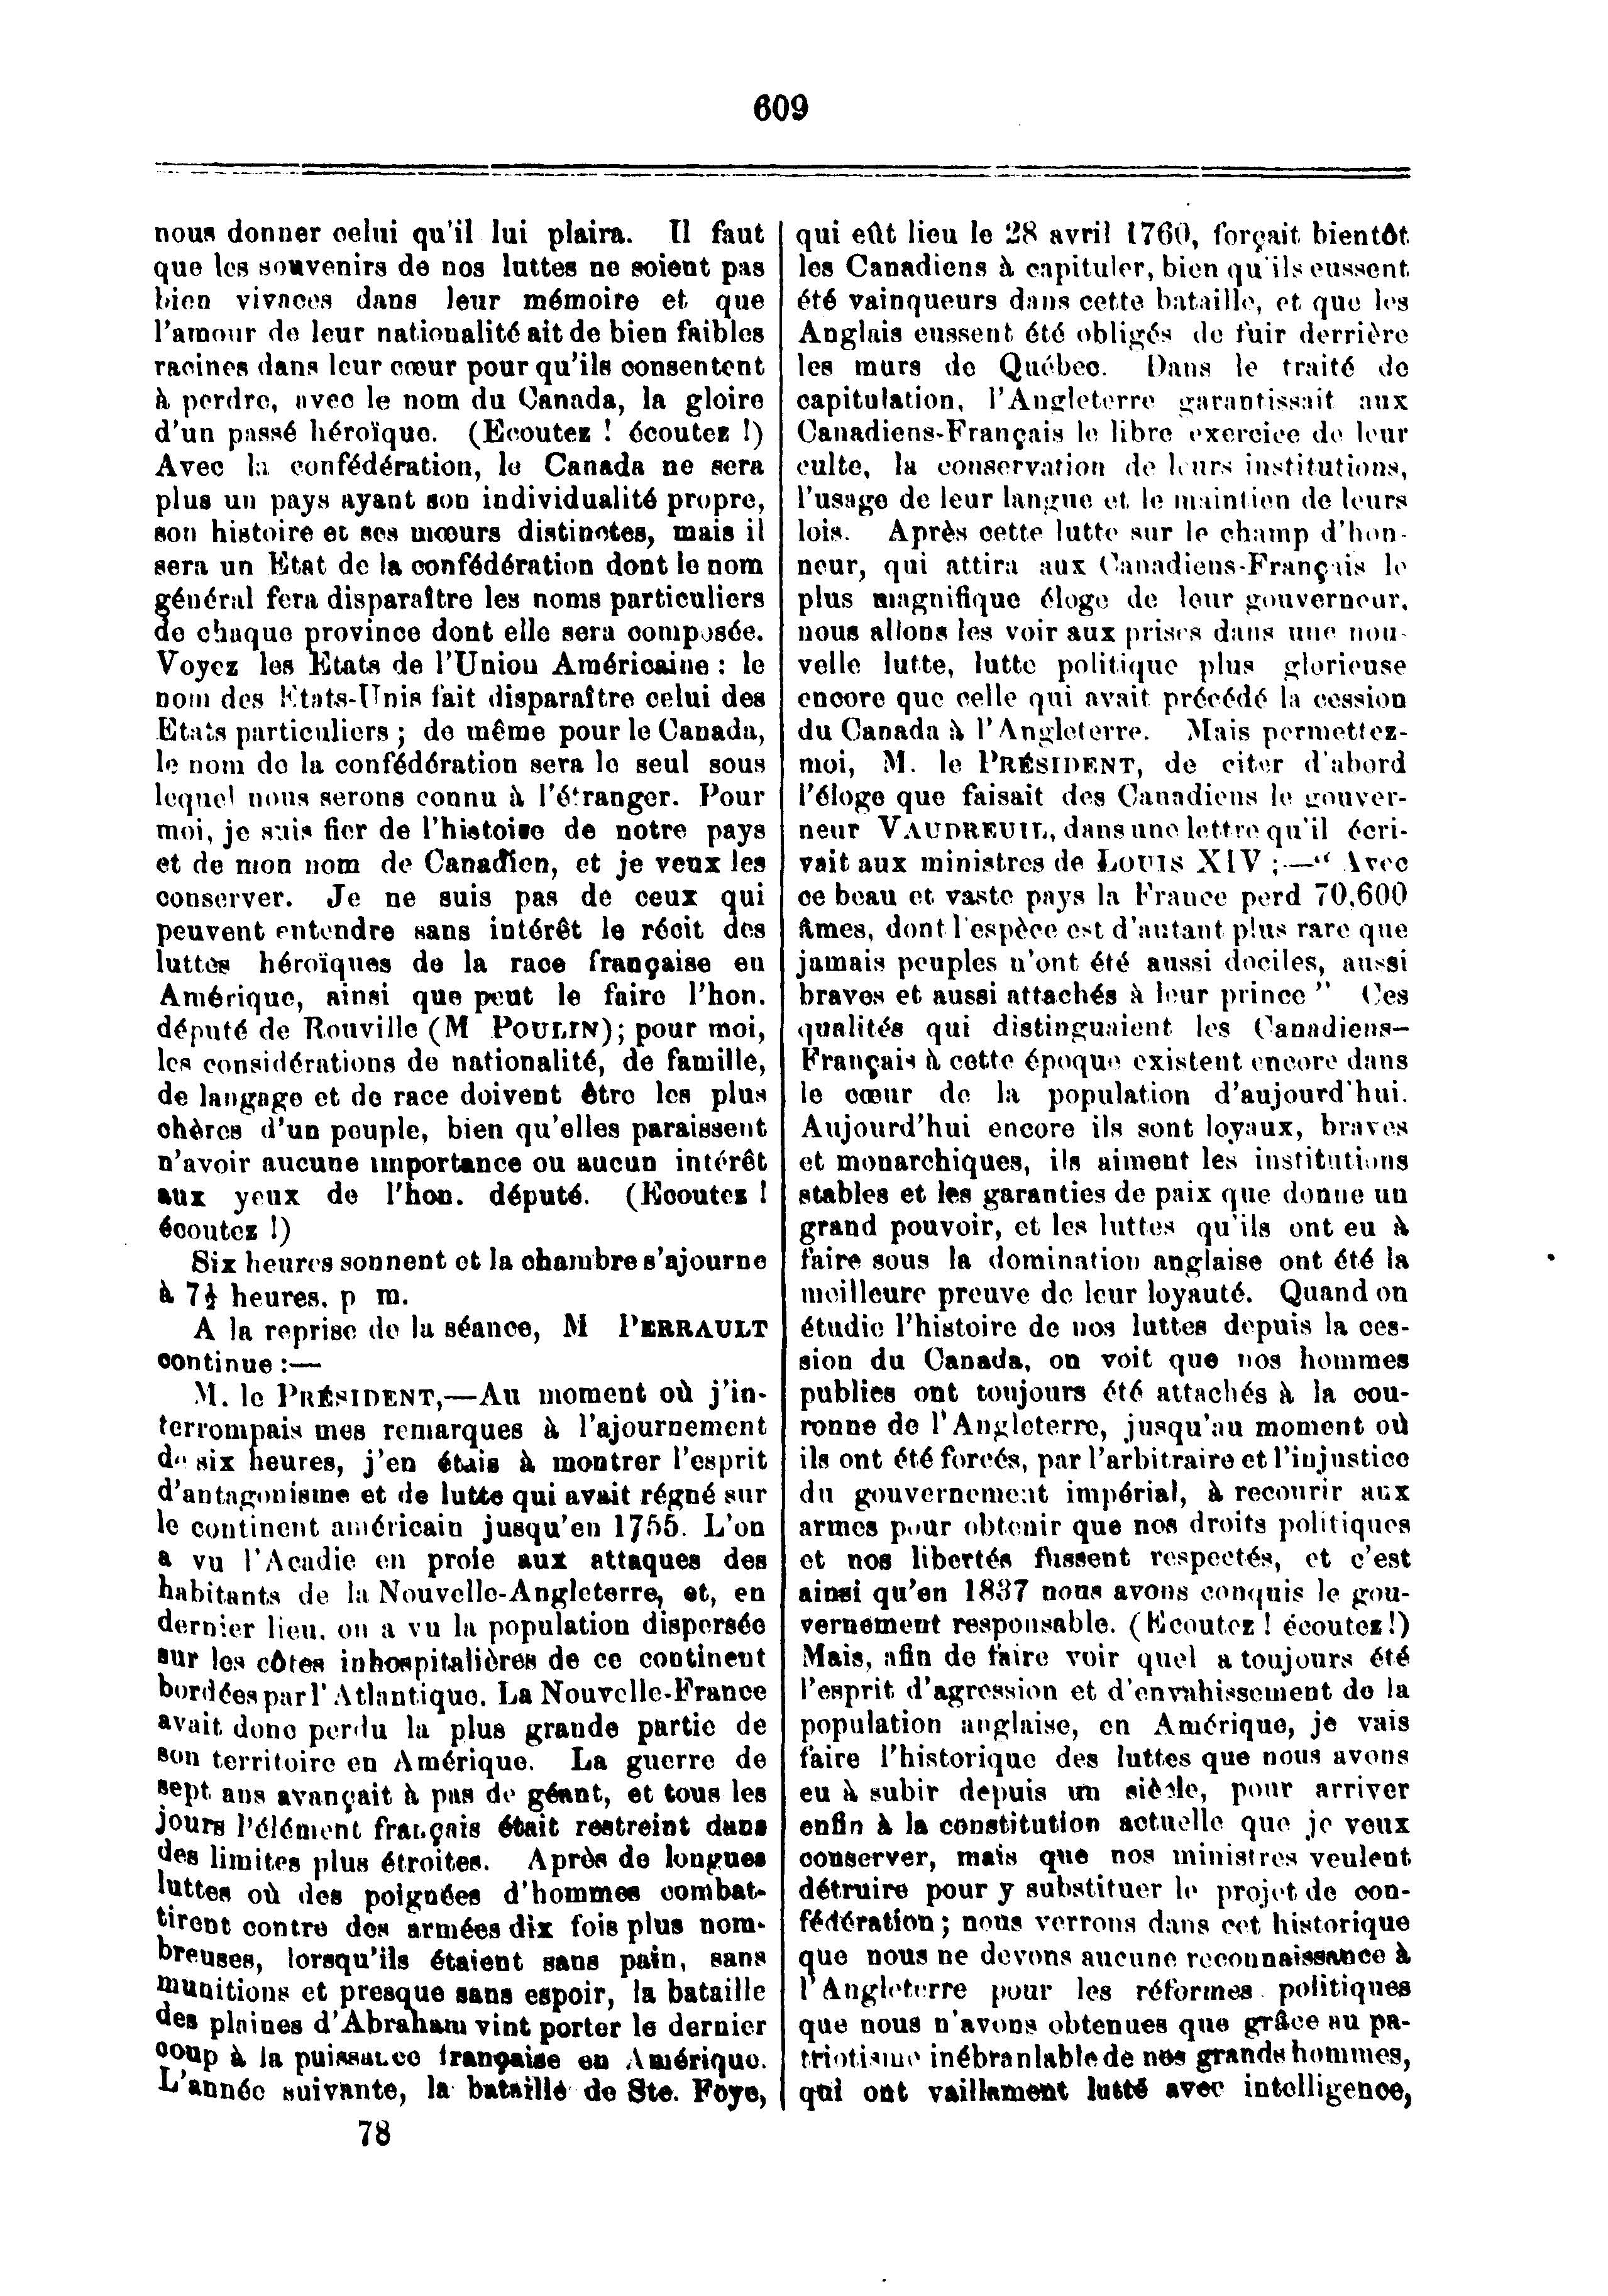 609
nous donner celui qu'il lui plaira. Il faut
que les souvenirs de nos luttes ne soient pas
bien vivaces dans leur mémoire et que
l'amour de leur nationalité ait de bien faibles
racines dans leur cœur pour qu'ils consentent
à perdre, avec le nom du Canada, la gloire
d'un passé héroïque. (Ecoutez ! écoutez !)
Avec la confédération, le Canada ne sera
plus un pays ayant son individualité propre,
son histoire et ses mœurs distinctes, mais il
sera un Etat de la confédération dont le nom
général fera disparaître les noms particuliers
de chaque province dont elle sera composée.
Voyez les Etats de l'Union Américaine : le
nom des Etats-Unis fait disparaître celui des
Etats particuliers ; de même pour le Canada,
le nom de la confédération sera le seul sous
lequel nous serons connu à l'étranger. Pour
moi, je suis fier de l'histoire de notre pays
et de mon nom de Canadien, et je veux les
conserver. Je ne suis pas de ceux qui
peuvent entendre sans intérêt le récit des
luttes héroïques de la race française en
Amérique, ainsi que peut le faire l'hon.
député de Rouville (M POULIN); pour moi,
les considérations de nationalité, de famille,
de langage et de race doivent être les plus
chères d'un peuple, bien qu'elles paraissent
n'avoir aucune importance ou aucun intérêt
aux yeux de l'hon. député. (Ecoutez !
écoutez !)
Six heures sonnent et la chambre s'ajourne
à 7½ heures. p m.
A la reprise de la séance, M PERRAULT
continue :—
M. le PRÉSIDENT,—Au moment où j'in-
terrompais mes remarques à l'ajournement
de six heures, j'en étais à montrer l'esprit
d'antagonisme et de lutte qui avait régné sur
le continent américain jusqu'en 1755. L'on
a vu l'Acadie en proie aux attaques des
habitants de la Nouvelle-Angleterre, et, en
dernier lieu, on a vu la population dispersée
sur les côtes inhospitalières de ce continent
bordées par l'Atlantique. La Nouvelle-France
avait donc perdu la plus grande partie de
son territoire en Amérique. La guerre de
sept ans avançait à pas de géant, et tous les
jours l'élément français était restreint dans
des limites plus étroites. Après de longues
luttes où des poignées d'hommes combat-
tirent contre des armées dix fois plus nom-
breuses, lorsqu'ils étaient sans pain, sans
munitions et presque sans espoir, la bataille
des plaines d'Abraham vint porter le dernier
coup à la puissance française en Amérique.
L'année suivante, la bataille de Ste. Foye,
78
qui eût lieu le 28 avril 1760, forçait bientôt
les Canadiens à capituler, bien qu'ils eussent
été vainqueurs dans cette bataille, et que les
Anglais eussent été obligés de fuir derrière
les murs de Québec. Dans le traité de
capitulation, l'Angleterre garantissait aux
Canadiens-Français le libre exercice de leur
culte, la conservation de leurs institutions,
l'usage de leur langue et le maintien de leurs
lois. Après cette lutte sur le champ d'hon-
neur, qui attira aux Canadiens-Français le
plus magnifique éloge de leur gouverneur,
nous allons les voir aux prises dans une nou-
velle lutte, lutte politique plus glorieuse
encore que celle qui avait précédé la cession
du Canada à l'Angleterre. Mais permettez-
moi, M. le PRÉSIDENT, de citer d'abord
l'éloge que faisait des Canadiens le gouver-
neur VAUDREUIL, dans une lettre qu'il écri-
vait aux ministres de LOUIS XIV :—" Avec
ce beau et vaste pays la France perd 70,600
âmes, dont l'espèce est d'autant plus rare que
jamais peuples n'ont été aussi dociles, aussi
braves et aussi attachés à leur prince " Ces
qualités qui distinguaient les Canadiens-
Français à cette époque existent encore dans
le cœur de la population d'aujourd'hui.
Aujourd'hui encore ils sont loyaux, braves
et monarchiques, ils aiment les institutions
stables et les garanties de paix que donne un
grand pouvoir, et les luttes qu'ils ont eu à
faire sous la domination anglaise ont été la
meilleure preuve de leur loyauté. Quand on
étudie l'histoire de nos luttes depuis la ces-
sion du Canada, on voit que nos hommes
publics ont toujours été attachés à la cou-
ronne de l'Angleterre, jusqu'au moment où
ils ont été forcés, par l'arbitraire et l'injustice
du gouvernement impérial, à recourir aux
armes pour obtenir que nos droits politiques
et nos libertés fussent respectés, et c'est
ainsi qu'en 1837 nous avons conquis le gou-
vernement responsable. (Ecoutez ! écoutez !)
Mais, afin de faire voir quel a toujours été
l'esprit d'agression et d'envahissement de la
population anglaise, en Amérique, je vais
faire l'historique des luttes que nous avons
eu à subir depuis un siècle, pour arriver
enfin à la constitution actuelle que je veux
conserver, mais que nos ministres veulent
détruire pour y substituer le projet de con-
fédération ; nous verrons dans cet historique
que nous ne devons aucune reconnaissance à
l'Angleterre pour les réformes politiques
que nous n'avons obtenues que grâce au pa-
triotisme inébranlable de nos grands hommes,
qui ont vaillament lutté avec intelligence,